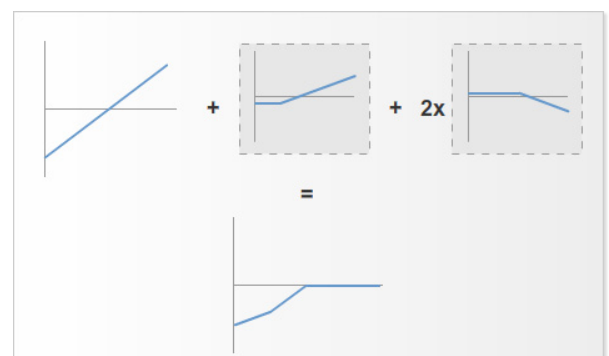 + + 2x
=